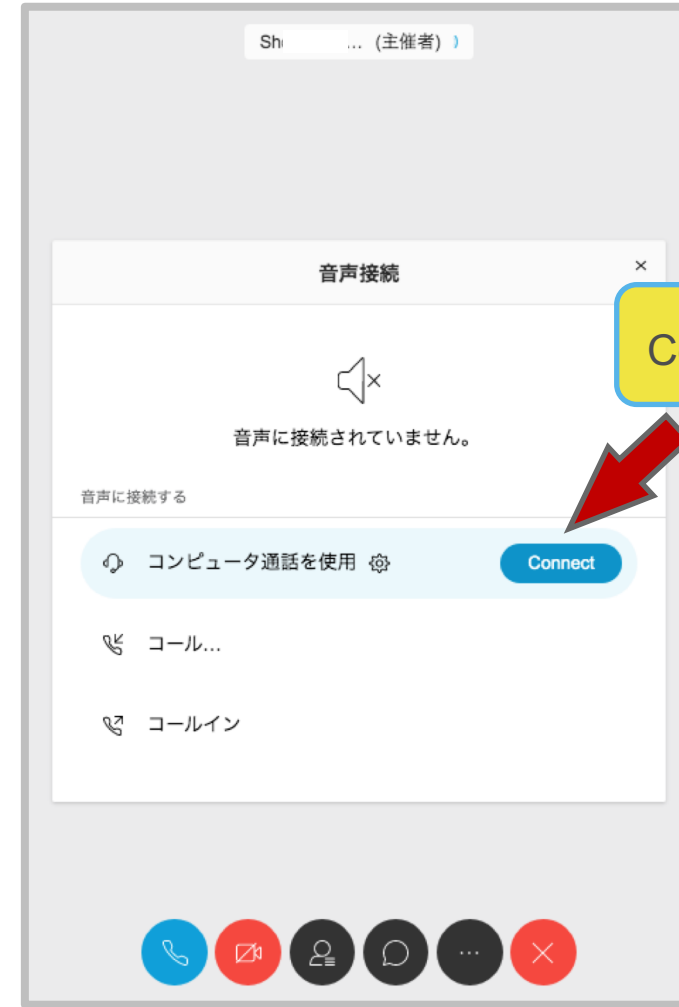 Sh ... (主催者)
音声接続
C
音声に接続されていません。
音声に接続する
コンピュータ通話を使用 Connect
コール...
コールイン